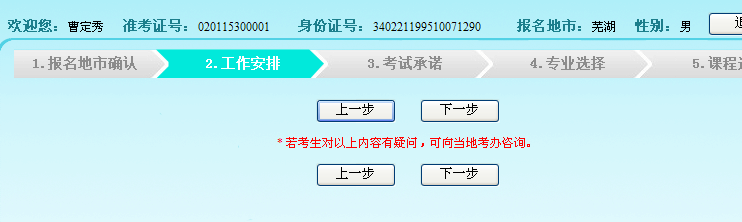 欢迎您：曹定秀 准考证号：020115300001 身份证号：340221199510071290 报名地市：芜湖 性别：男
1.报名地市确认 2.工作安排 3.考试承诺 4.专业选择 5.课程
上一步 下一步
* 若考生对以上内容有疑问，可向当地考办咨询。
上一步 下一步